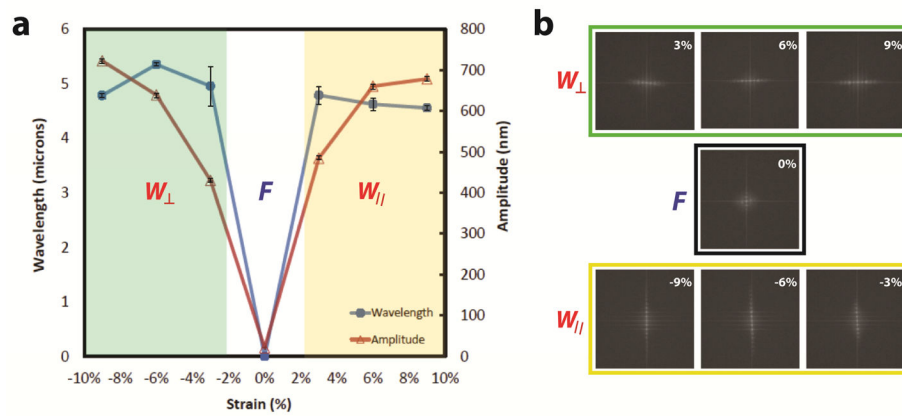 a
Wavelength (microns)
6
5
4
3
2
1
0
W⊥
F
W//
Wavelength
Amplitude
800
700
600
500
400
300
200
100
0
Amplitude (nm)
-10% -8% -6% -4% -2% 0% 2% 4% 6% 8% 10%
Strain (%)
b
W⊥
3% 6% 9%
F
0%
W//
-9% -6% -3%